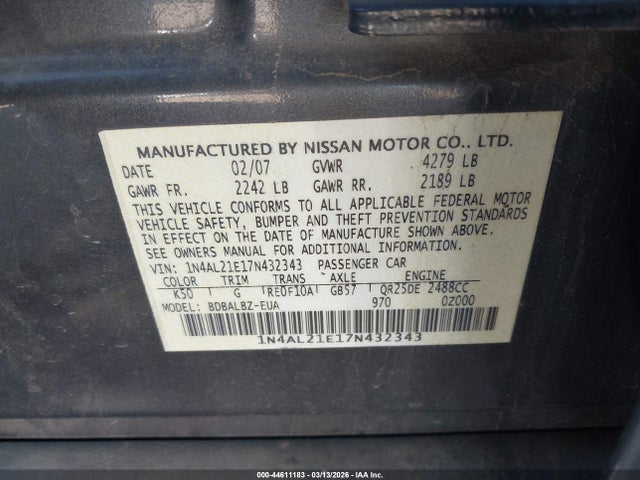 MANUFACTURED BY NISSAN MOTOR CO., LTD.
DATE 02/07 GVWR 4279 LB
GAWR FR. 2242 LB GAWR RR. 2189 LB
THIS VEHICLE CONFORMS TO ALL APPLICABLE FEDERAL MOTOR
VEHICLE SAFETY, BUMPER AND THEFT PREVENTION STANDARDS
IN EFFECT ON THE DATE OF MANUFACTURE SHOWN ABOVE.
SEE OWNERS MANUAL FOR ADDITIONAL INFORMATION.
VIN: 1N4AL21E17N432343 PASSENGER CAR
COLOR TRIM TRANS AXLE ENGINE
K50 G RE0F10A GB57 QR25DE 2488CC
MODEL: BDBALBZ-EUA 970 0Z000
1N4AL21E17N432343
000-44611183 - 03/13/2026 - IAA Inc.